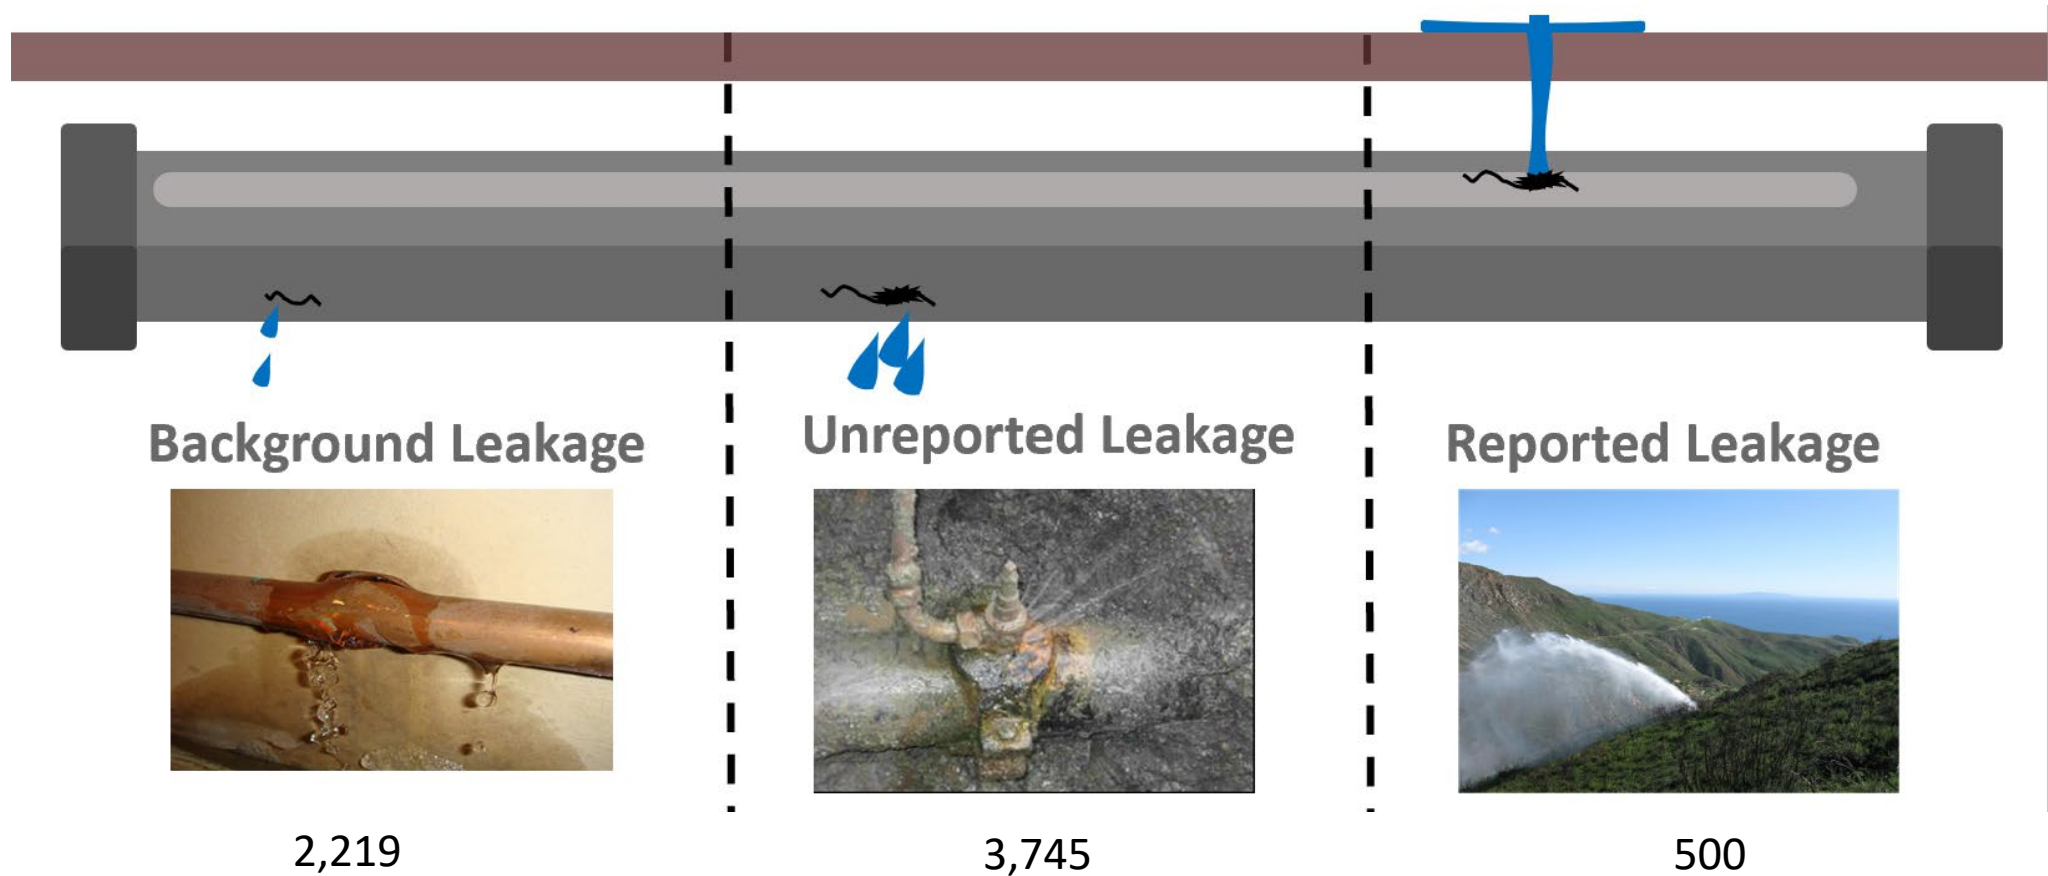 Background Leakage
Unreported Leakage
Reported Leakage
2,219
3,745
500